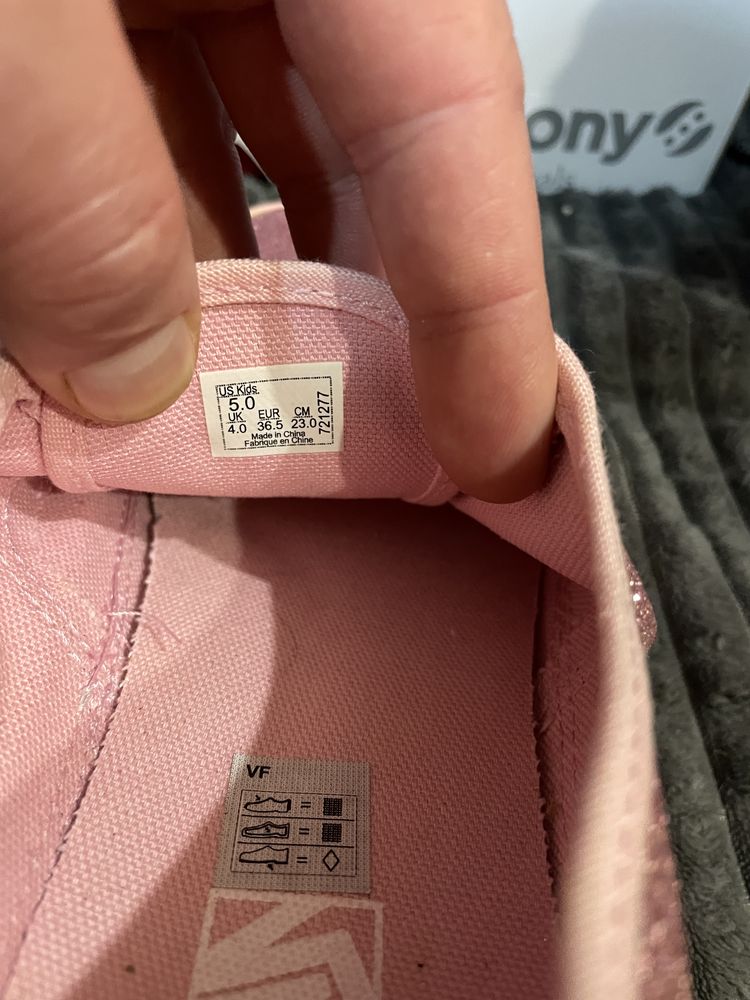 ony
US Kids.
5.0
UK EUR CM
4.0 36.5 23.0
Made in China
Fabrique en Chine
721277
VF
=
=
=